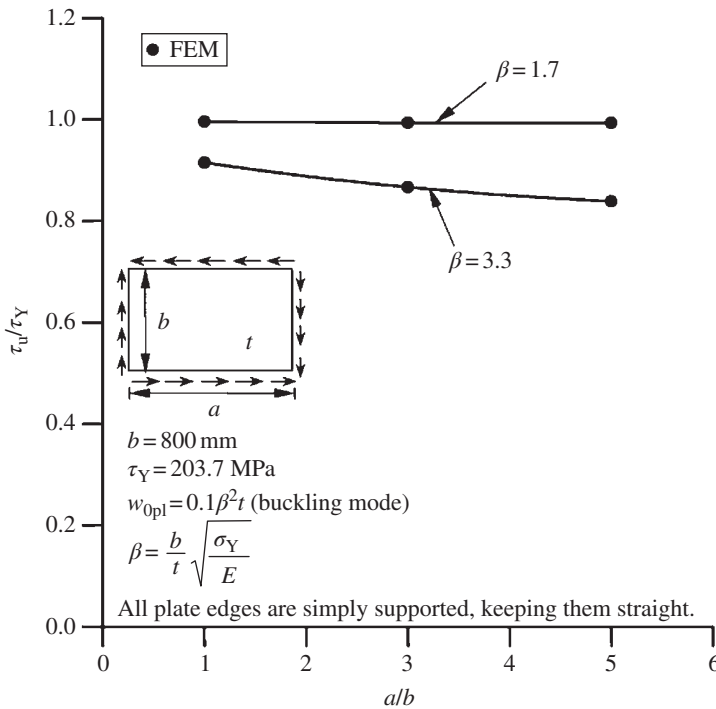 1.2
FEM
β=1.7
1.0
0.8
β=3.3
τu/τY
0.6
b
t
a
0.4
b=800 mm
τY=203.7 MPa
w0pl=0.1β²t (buckling mode)
0.2
β= b/t √σY/E
All plate edges are simply supported, keeping them straight.
0.0
0 1 2 3 4 5 6
a/b